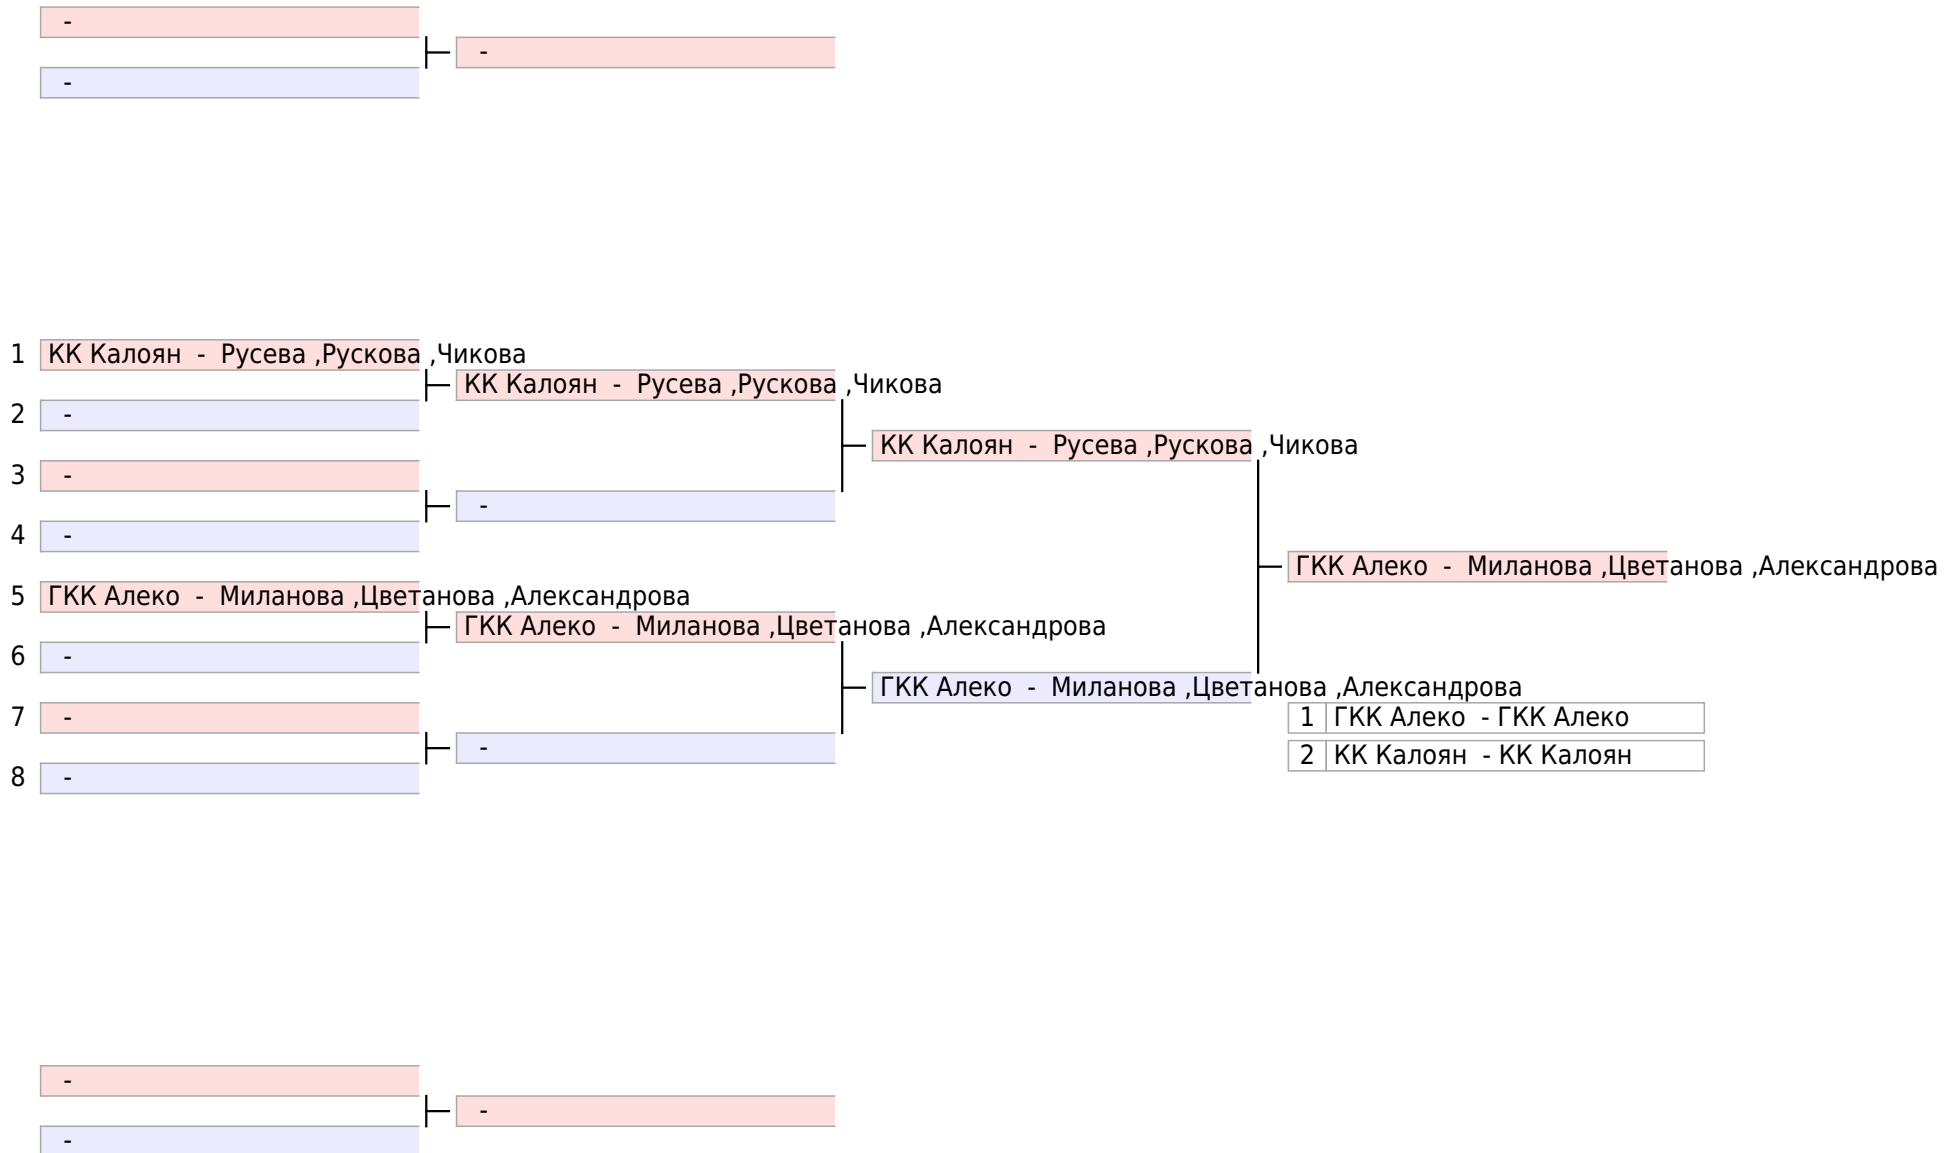 -
-
-
1 КК Калоян - Русева ,Рускова ,Чикова
КК Калоян - Русева ,Рускова ,Чикова
2 -
КК Калоян - Русева ,Рускова ,Чикова
3 -
-
4 -
ГКК Алеко - Миланова ,Цветанова ,Александрова
5 ГКК Алеко - Миланова ,Цветанова ,Александрова
ГКК Алеко - Миланова ,Цветанова ,Александрова
6 -
ГКК Алеко - Миланова ,Цветанова ,Александрова
7 -
1 ГКК Алеко - ГКК Алеко
-
2 КК Калоян - КК Калоян
8 -
-
-
-